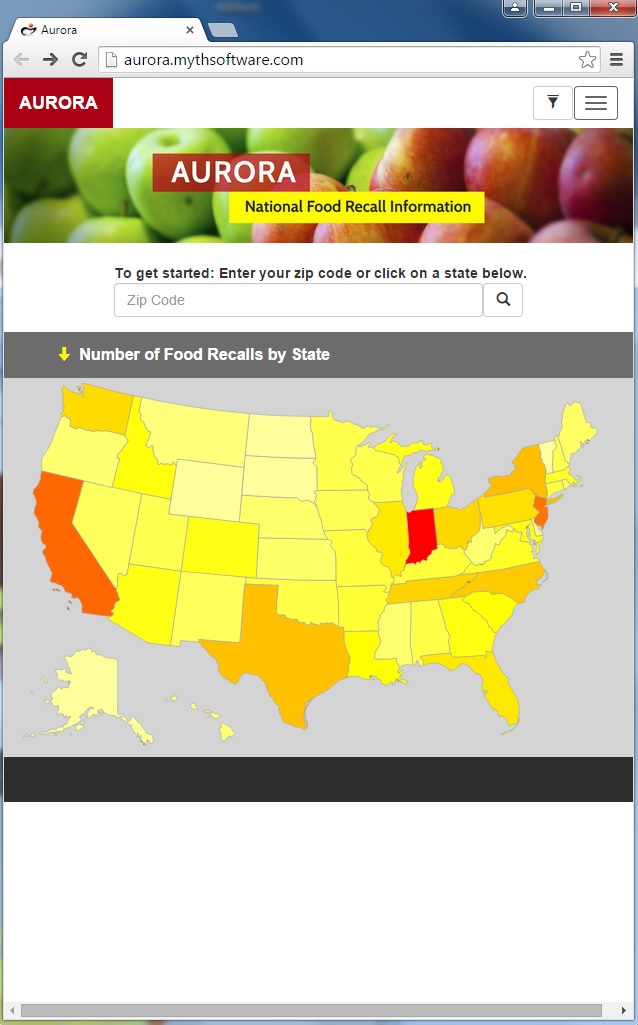 Aurora
aurora.mythsoftware.com
AURORA
AURORA
National Food Recall Information
To get started: Enter your zip code or click on a state below.
Zip Code
Number of Food Recalls by State